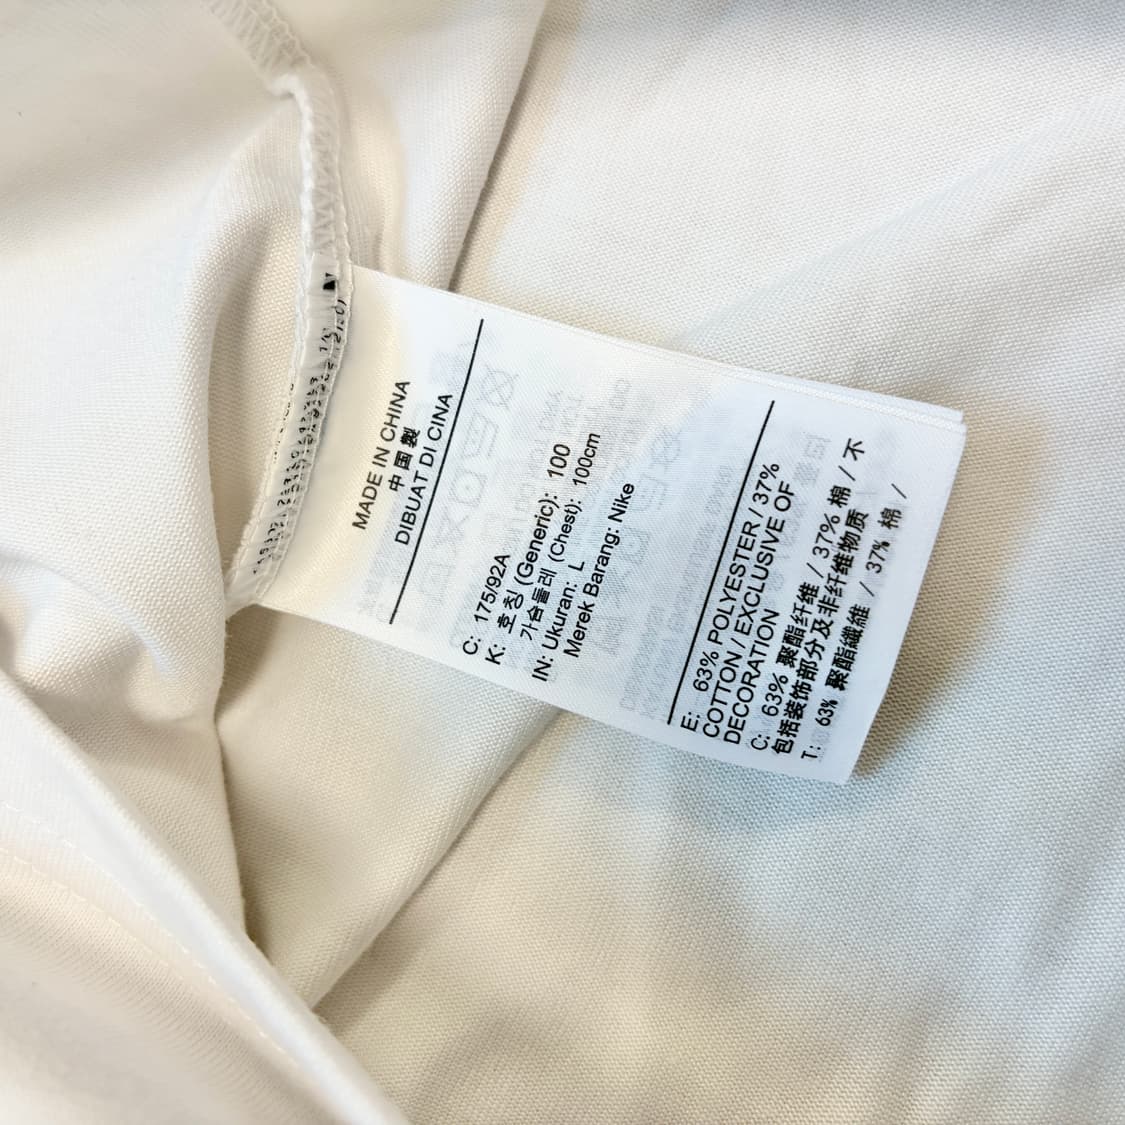 MADE IN CHINA
中国製
DIBUAT DI CINA
C: 175/92A
K: 호칭 (Generic): 100
가슴둘레 (Chest): 100cm
IN: Ukuran: L
Merek Barang: Nike
E: 63% POLYESTER / 37%
COTTON / EXCLUSIVE OF
DECORATION
C: 63% 聚酯纤维 / 37% 棉 / 不
包括装饰部分及非纤维物质
T: 63% 聚酯纖維 / 37% 棉 /